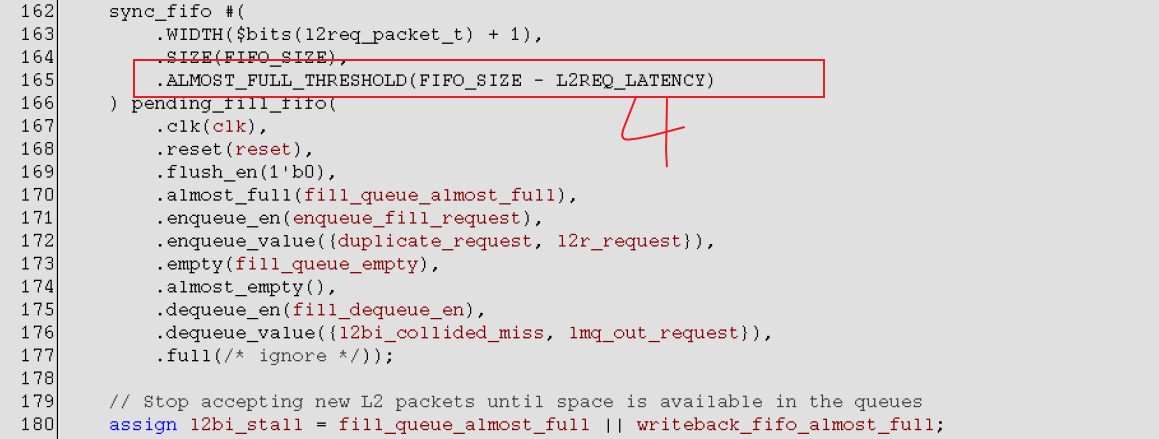 162 sync_fifo #(
163 .WIDTH($bits(l2req_packet_t) + 1),
164 .SIZE(FIFO_SIZE),
165 .ALMOST_FULL_THRESHOLD(FIFO_SIZE - L2REQ_LATENCY)
166 ) pending_fill_fifo(
4
167 .clk(clk),
168 .reset(reset),
169 .flush_en(1'b0),
170 .almost_full(fill_queue_almost_full),
171 .enqueue_en(enqueue_fill_request),
172 .enqueue_value({duplicate_request, l2r_request}),
173 .empty(fill_queue_empty),
174 .almost_empty(),
175 .dequeue_en(fill_dequeue_en),
176 .dequeue_value({l2bi_collided_miss, lmq_out_request}),
177 .full(/* ignore */));
178
179 // Stop accepting new L2 packets until space is available in the queues
180 assign l2bi_stall = fill_queue_almost_full || writeback_fifo_almost_full;